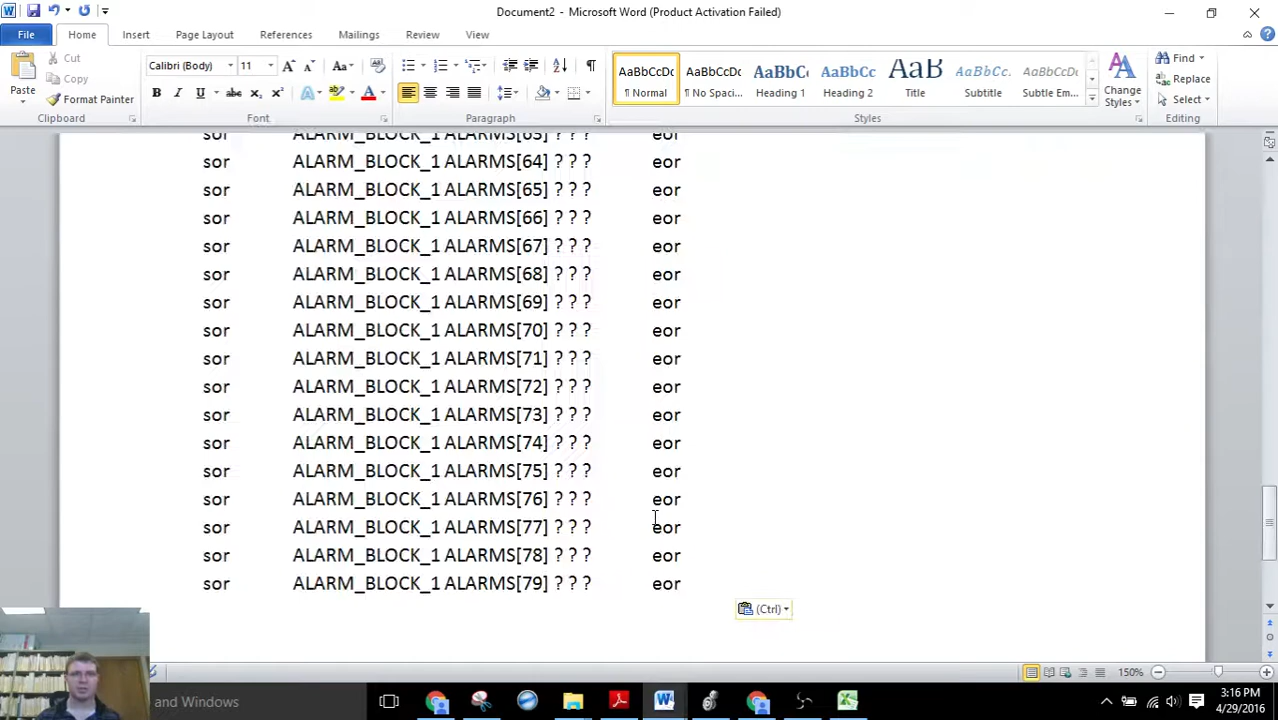 Document2 - Microsoft Word (Product Activation Failed)
File Home Insert Page Layout References Mailings Review View
Cut
Copy
Format Painter
Paste
Clipboard
Calibri (Body) 11
Font
Paragraph
AaBbCcDc AaBbCcDc AaBbCc AaBbCc AaB AaBbCcDc AaBbCcDc
¶ Normal ¶ No Spaci... Heading 1 Heading 2 Title Subtitle Subtle Em...
Styles
Change Styles
Find
Replace
Select
Editing
sor ALARM_BLOCK_1 ALARMS[63] ? ? ? eor
sor ALARM_BLOCK_1 ALARMS[64] ? ? ? eor
sor ALARM_BLOCK_1 ALARMS[65] ? ? ? eor
sor ALARM_BLOCK_1 ALARMS[66] ? ? ? eor
sor ALARM_BLOCK_1 ALARMS[67] ? ? ? eor
sor ALARM_BLOCK_1 ALARMS[68] ? ? ? eor
sor ALARM_BLOCK_1 ALARMS[69] ? ? ? eor
sor ALARM_BLOCK_1 ALARMS[70] ? ? ? eor
sor ALARM_BLOCK_1 ALARMS[71] ? ? ? eor
sor ALARM_BLOCK_1 ALARMS[72] ? ? ? eor
sor ALARM_BLOCK_1 ALARMS[73] ? ? ? eor
sor ALARM_BLOCK_1 ALARMS[74] ? ? ? eor
sor ALARM_BLOCK_1 ALARMS[75] ? ? ? eor
sor ALARM_BLOCK_1 ALARMS[76] ? ? ? eor
sor ALARM_BLOCK_1 ALARMS[77] ? ? ? eor
sor ALARM_BLOCK_1 ALARMS[78] ? ? ? eor
sor ALARM_BLOCK_1 ALARMS[79] ? ? ? eor
(Ctrl)
150%
and Windows
3:16 PM
4/29/2016